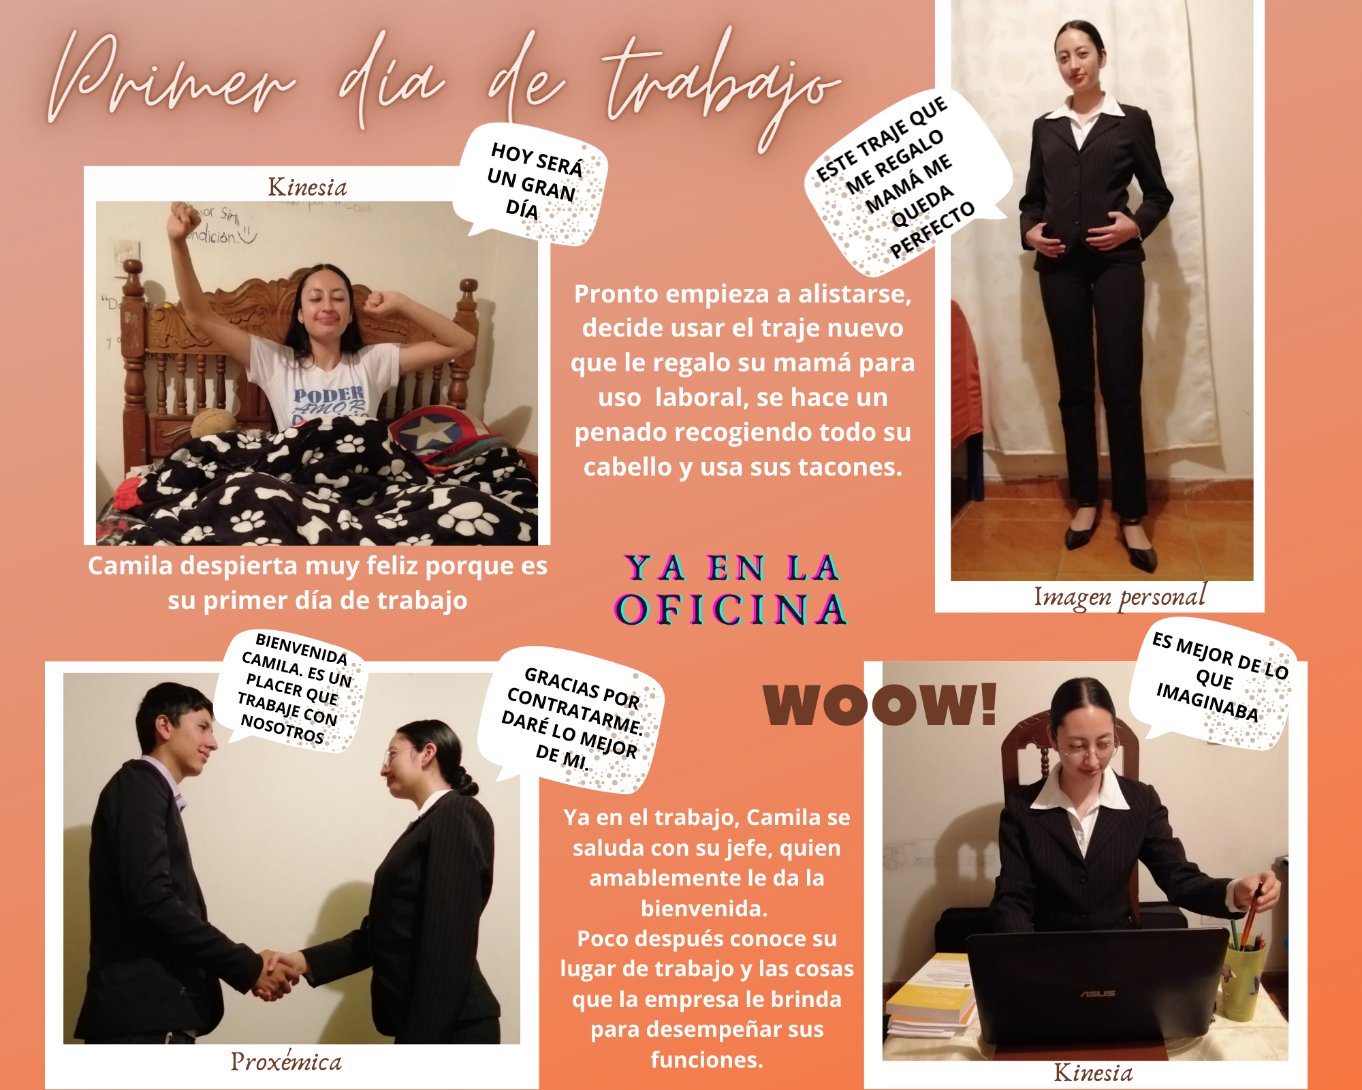 Primer día de trabajo
Kinesia
HOY SERÁ
UN GRAN
DÍA
or Sin
ndición.
PODER
AMOR
Camila despierta muy feliz porque es
su primer día de trabajo
Pronto empieza a alistarse,
decide usar el traje nuevo
que le regalo su mamá para
uso laboral, se hace un
penado recogiendo todo su
cabello y usa sus tacones.
ESTE TRAJE QUE
ME REGALO
MAMÁ ME
QUEDA
PERFECTO
Imagen personal
YA EN LA
OFICINA
BIENVENIDA
CAMILA. ES UN
PLACER QUE
TRABAJE CON
NOSOTROS
GRACIAS POR
CONTRATARME.
DARÉ LO MEJOR
DE MI.
Proxémica
Ya en el trabajo, Camila se
saluda con su jefe, quien
amablemente le da la
bienvenida.
Poco después conoce su
lugar de trabajo y las cosas
que la empresa le brinda
para desempeñar sus
funciones.
WOOW!
ES MEJOR DE LO
QUE
IMAGINABA
ASUS
Kinesia